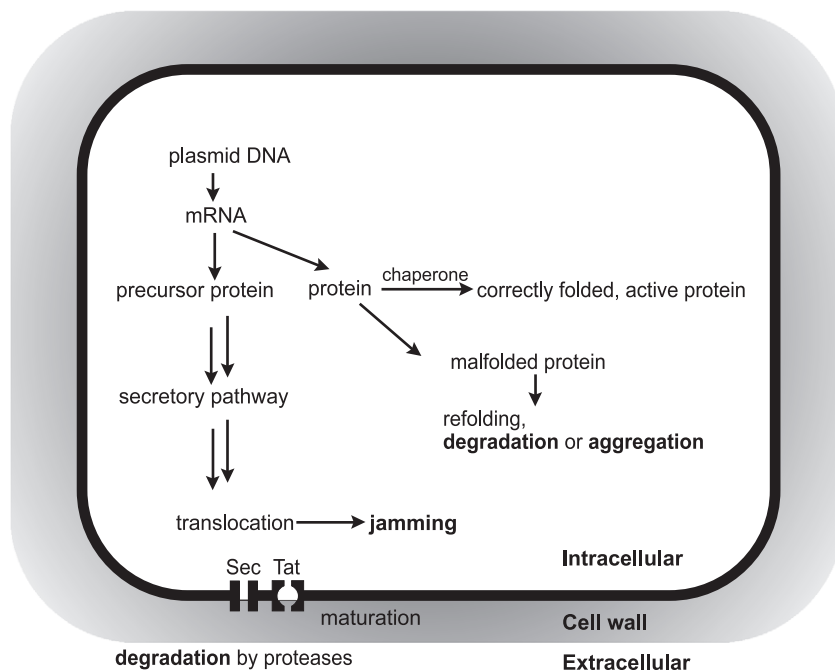 plasmid DNA
mRNA
chaperone
precursor protein
protein
correctly folded, active protein
malfolded protein
secretory pathway
refolding,
degradation or aggregation
translocation
jamming
Intracellular
Sec Tat
maturation
Cell wall
degradation by proteases
Extracellular